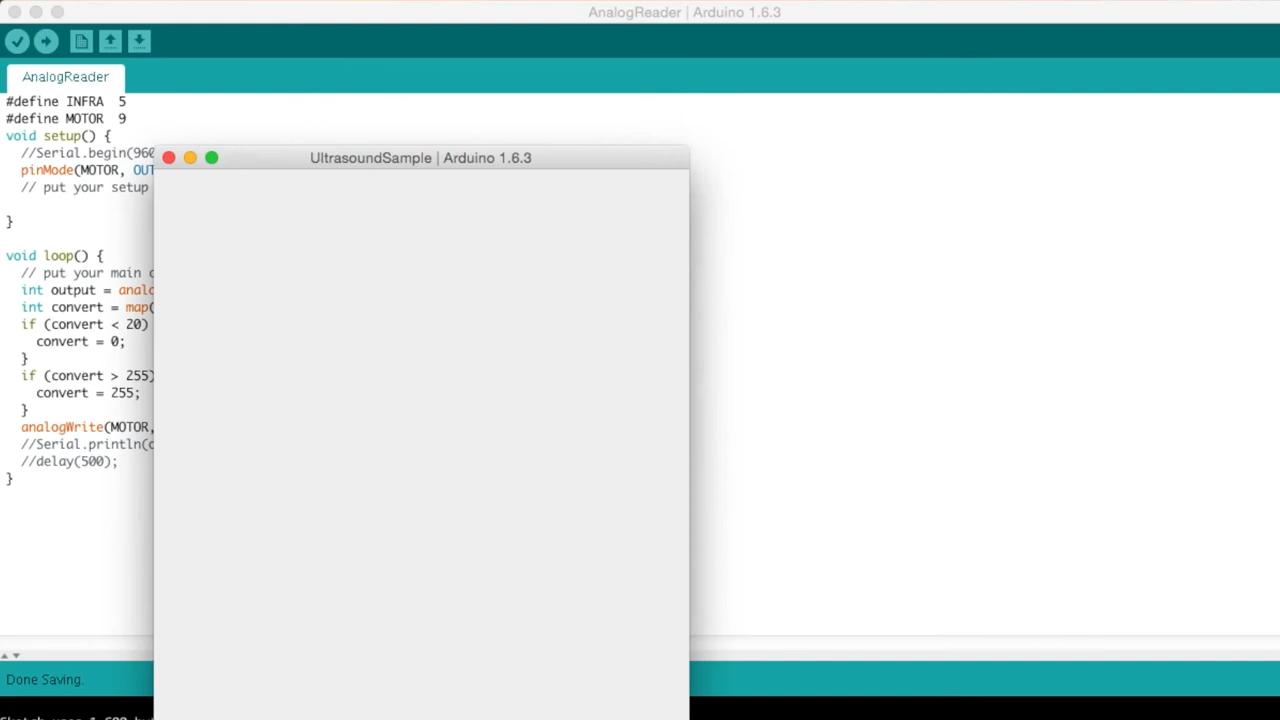 AnalogReader | Arduino 1.6.3
AnalogReader
#define INFRA 5
#define MOTOR 9
void setup() {
//Serial.begin(960
pinMode(MOTOR, OUT
// put your setup
}
void loop() {
// put your main c
int output = analo
int convert = map(
if (convert < 20)
convert = 0;
}
if (convert > 255)
convert = 255;
}
analogWrite(MOTOR,
//Serial.println(c
//delay(500);
}
UltrasoundSample | Arduino 1.6.3
Done Saving.